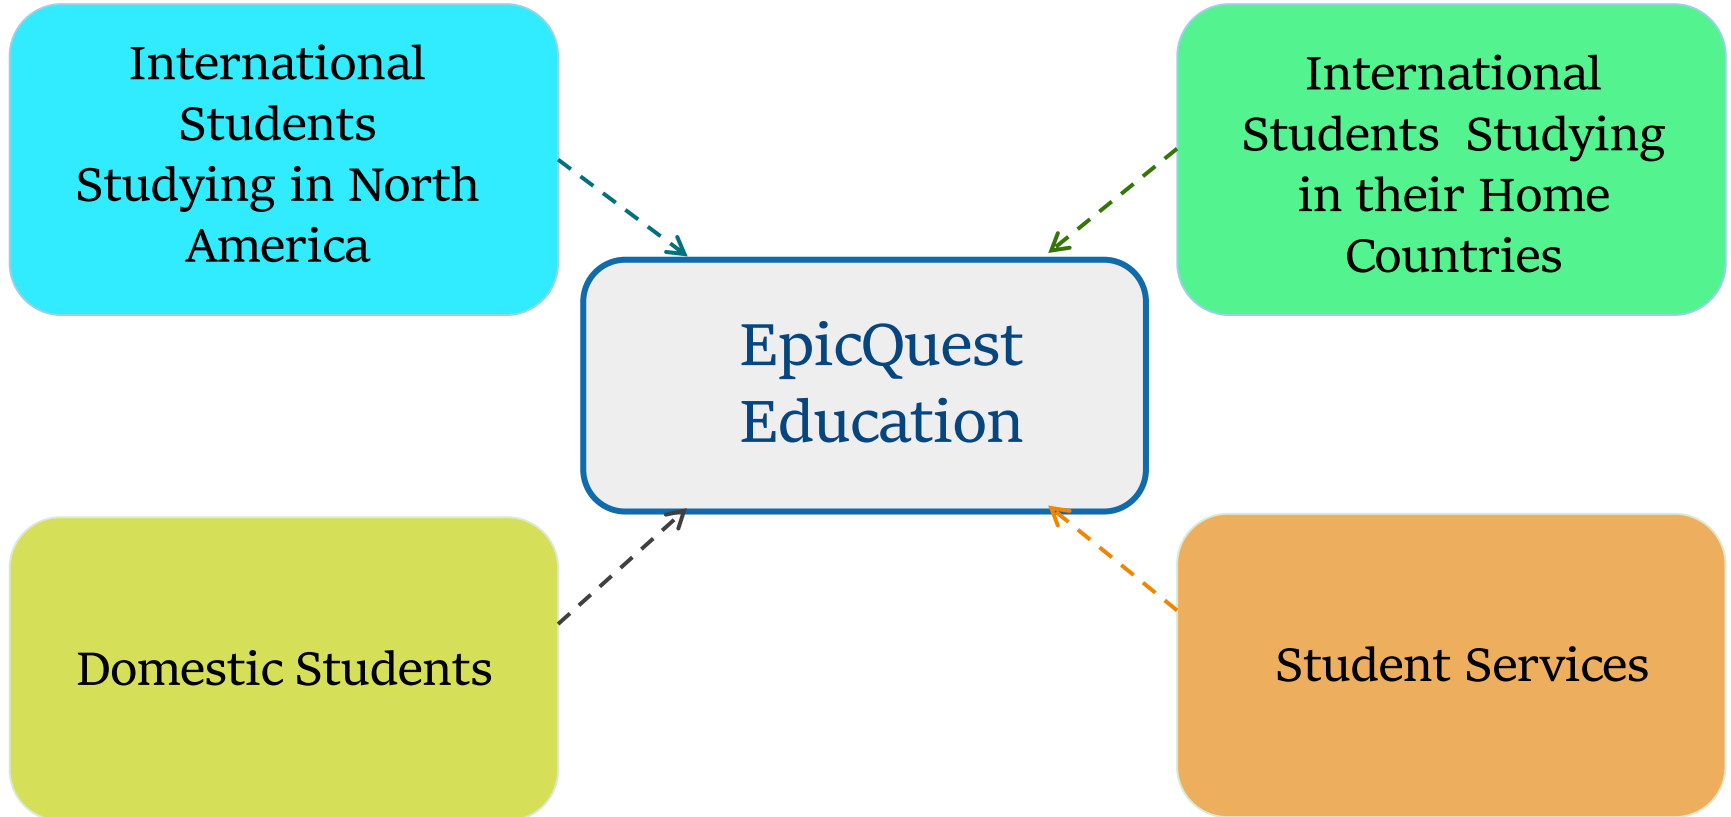 International
Students
Studying in North
America
International
Students  Studying
in their Home
Countries
EpicQuest
Education
Domestic Students
Student Services